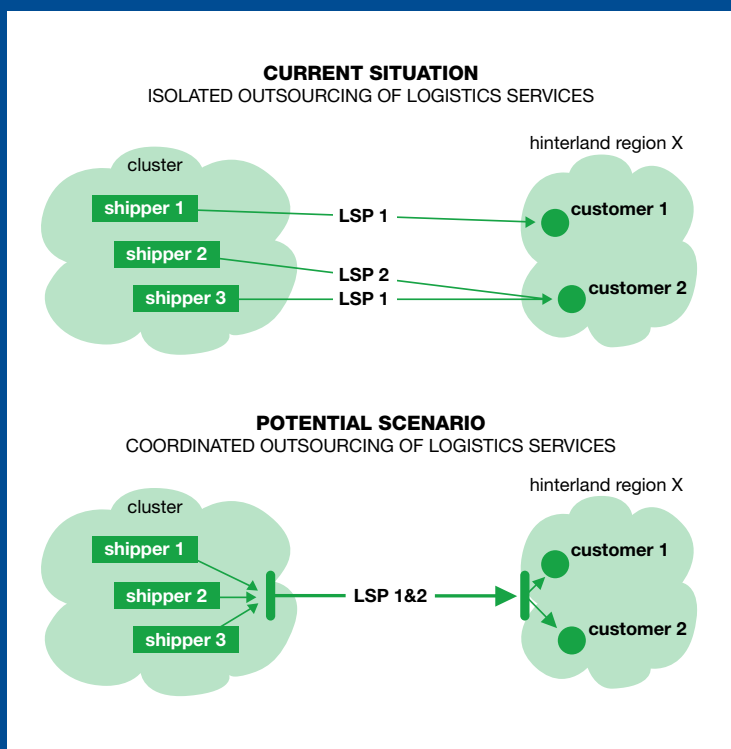 CURRENT SITUATION
ISOLATED OUTSOURCING OF LOGISTICS SERVICES
hinterland region X
cluster
shipper 1
LSP 1
customer 1
shipper 2
LSP 2
customer 2
shipper 3
LSP 1
POTENTIAL SCENARIO
COORDINATED OUTSOURCING OF LOGISTICS SERVICES
hinterland region X
cluster
shipper 1
customer 1
shipper 2
LSP 1&2
customer 2
shipper 3